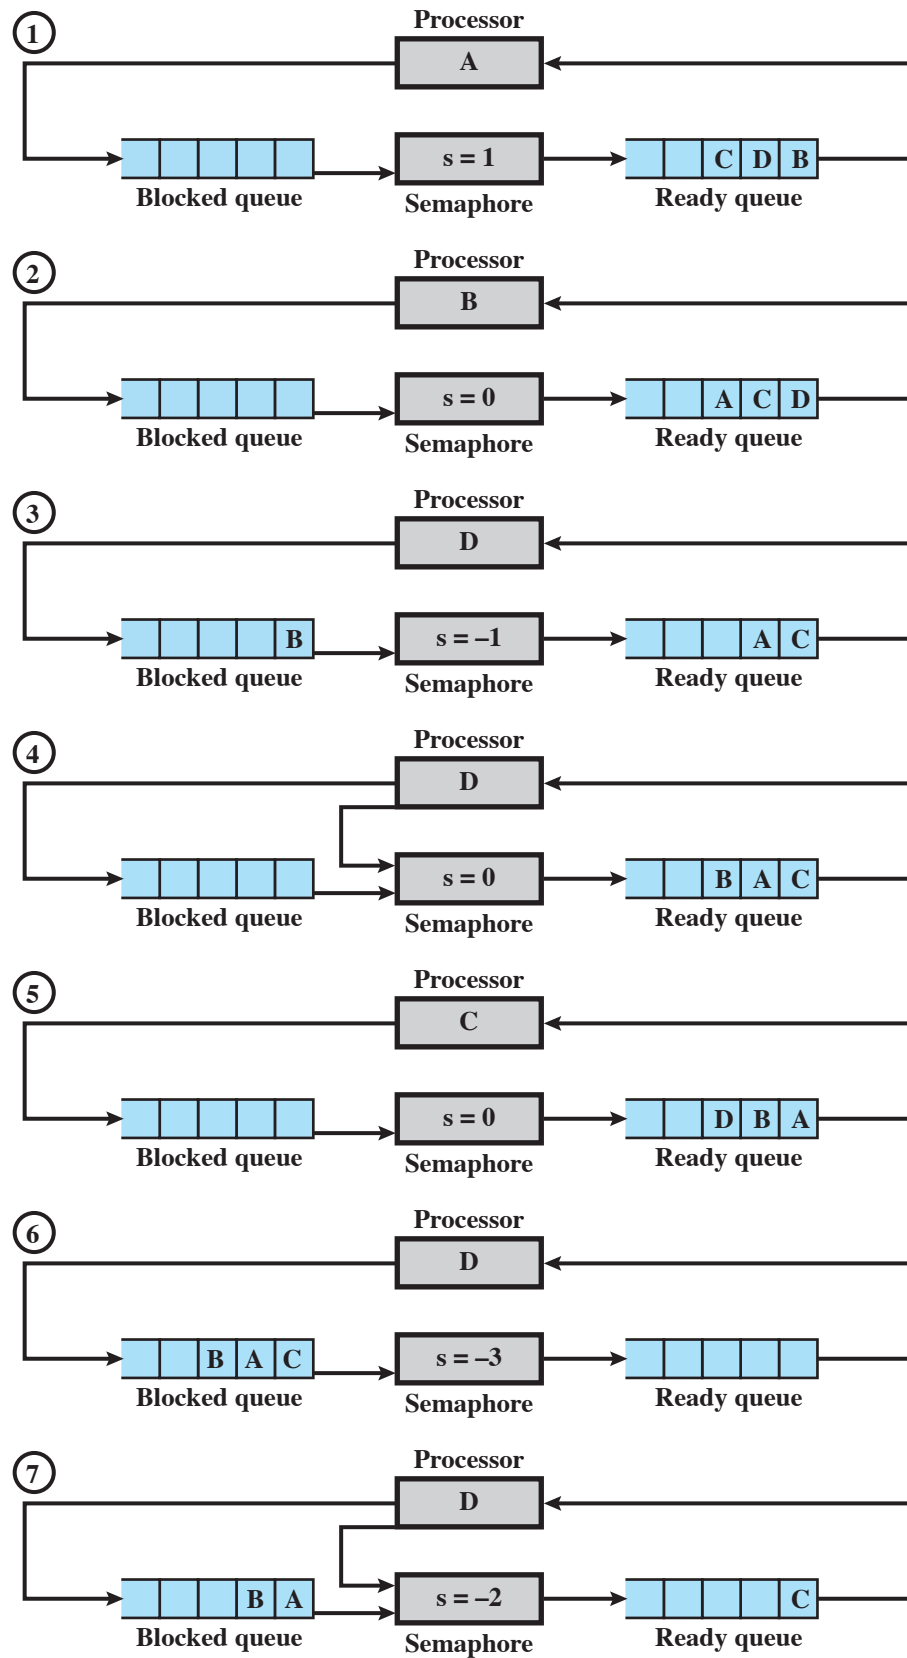 1
Processor
A
s = 1
C D B
Blocked queue
Semaphore
Ready queue
2
Processor
B
s = 0
A C D
Blocked queue
Semaphore
Ready queue
3
Processor
D
B
s = –1
A C
Blocked queue
Semaphore
Ready queue
4
Processor
D
s = 0
B A C
Blocked queue
Semaphore
Ready queue
5
Processor
C
s = 0
D B A
Blocked queue
Semaphore
Ready queue
6
Processor
D
B A C
s = –3
Blocked queue
Semaphore
Ready queue
7
Processor
D
B A
s = –2
C
Blocked queue
Semaphore
Ready queue